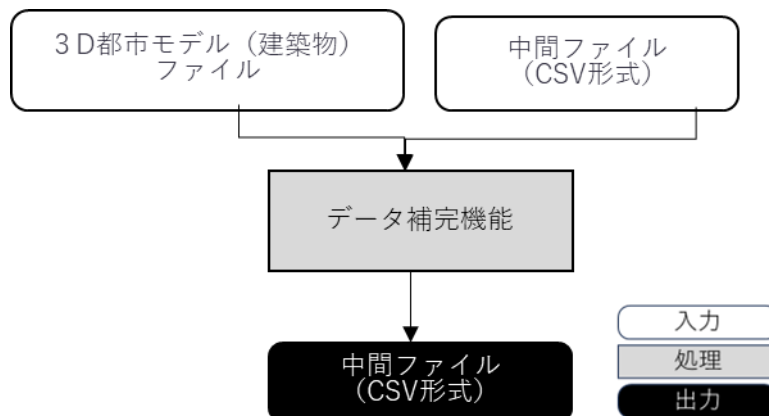 ３D都市モデル（建築物）
ファイル
中間ファイル
（CSV形式）
データ補完機能
中間ファイル
（CSV形式）
入力
処理
出力